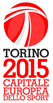 TORINO
2015
CAPITALE
EUROPEA
DELLO SPORT